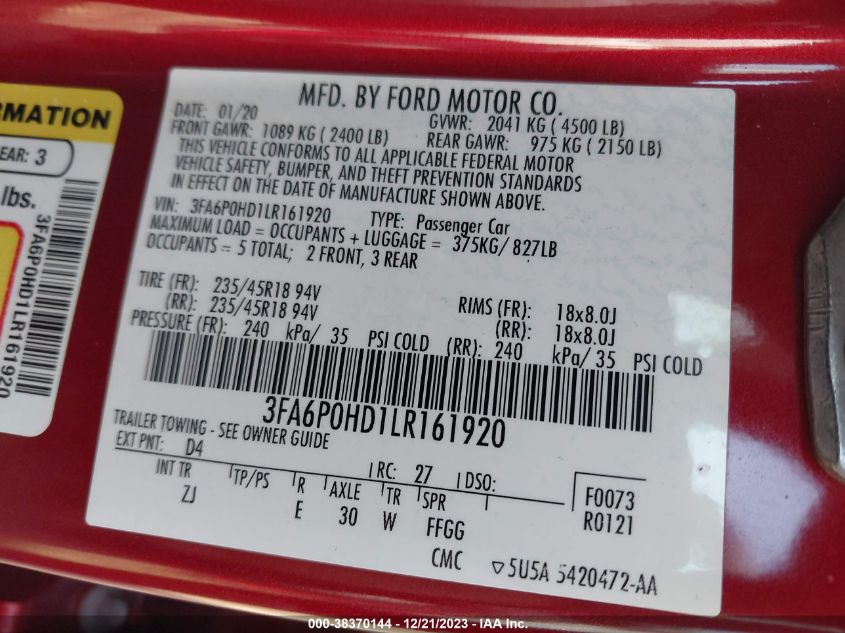 RMATION
EAR: 3
lbs.
3FA6P0HD1LR161920
MFD. BY FORD MOTOR CO.
DATE: 01/20 GVWR: 2041 KG ( 4500 LB)
FRONT GAWR: 1089 KG ( 2400 LB) REAR GAWR: 975 KG ( 2150 LB)
THIS VEHICLE CONFORMS TO ALL APPLICABLE FEDERAL MOTOR
VEHICLE SAFETY, BUMPER, AND THEFT PREVENTION STANDARDS
IN EFFECT ON THE DATE OF MANUFACTURE SHOWN ABOVE.
VIN: 3FA6P0HD1LR161920 TYPE: Passenger Car
MAXIMUM LOAD = OCCUPANTS + LUGGAGE = 375KG/ 827LB
OCCUPANTS = 5 TOTAL; 2 FRONT, 3 REAR
TIRE (FR): 235/45R18 94V RIMS (FR): 18x8.0J
(RR): 235/45R18 94V (RR): 18x8.0J
PRESSURE (FR): 240 kPa/ 35 PSI COLD (RR): 240 kPa/ 35 PSI COLD
3FA6P0HD1LR161920
TRAILER TOWING - SEE OWNER GUIDE
EXT PNT: D4 RC: 27 DSO: F0073
INT TR TP/PS R AXLE TR SPR R0121
ZJ E 30 W FFGG
CMC ▽5U5A 5420472-AA
000-38370144 - 12/21/2023 - IAA Inc.